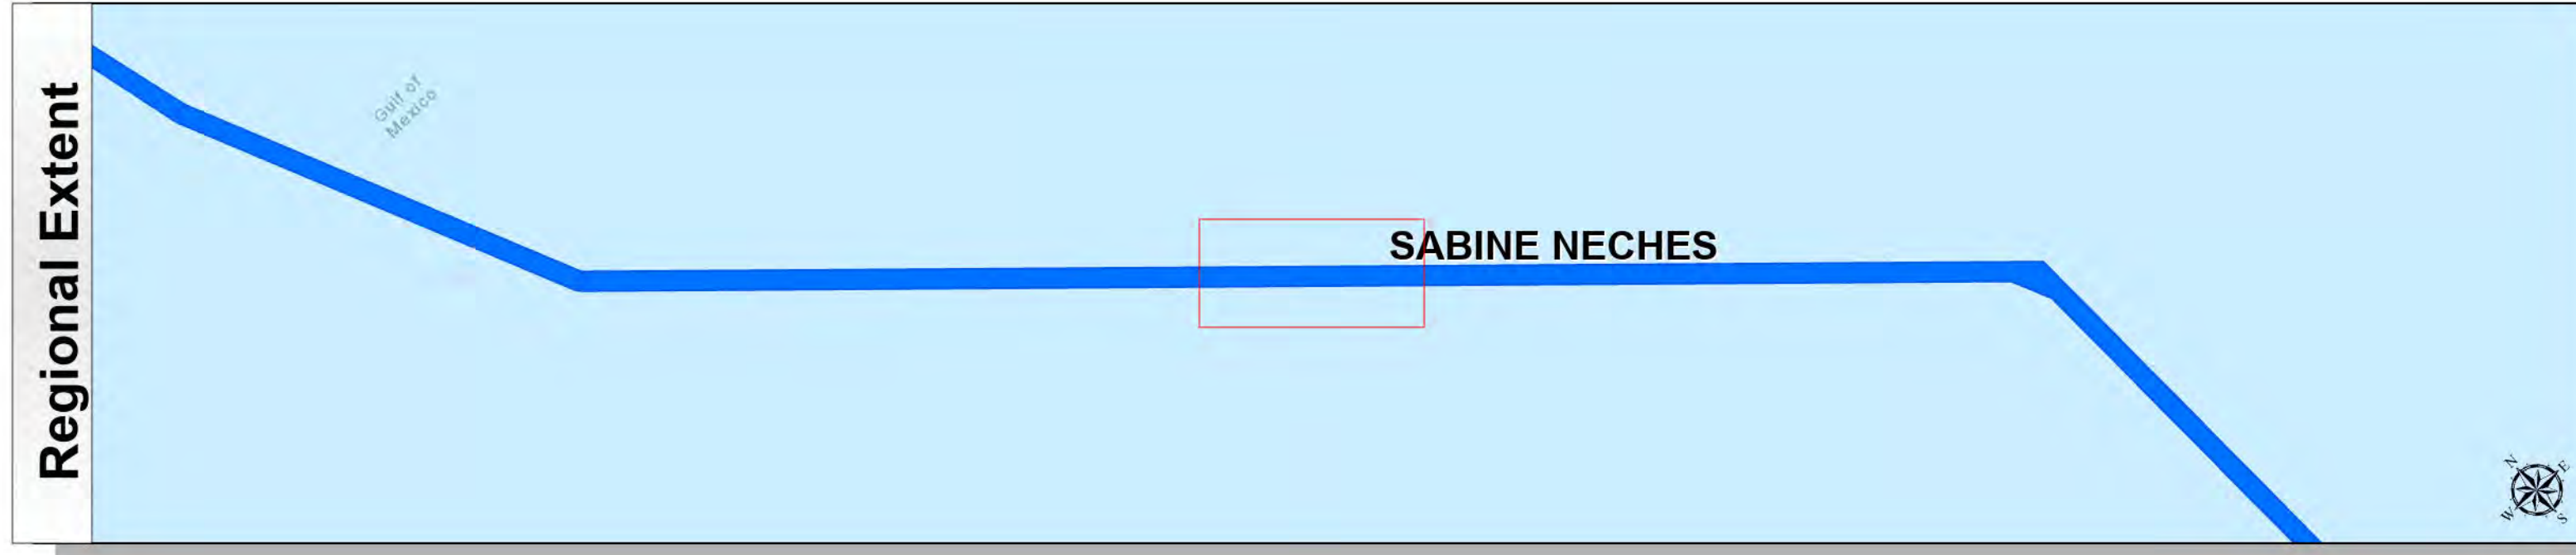 Regional Extent
Gulf of
Mexico
SABINE NECHES
N
E
W
S